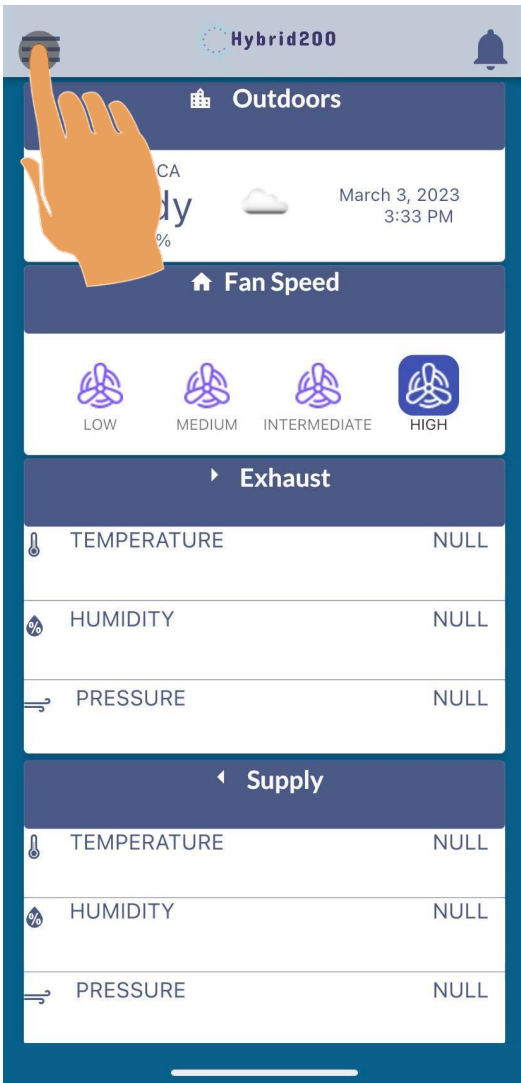 Hybrid200
Outdoors
CA
dy
%
March 3, 2023
3:33 PM
Fan Speed
LOW MEDIUM INTERMEDIATE HIGH
Exhaust
TEMPERATURE NULL
% HUMIDITY NULL
PRESSURE NULL
Supply
TEMPERATURE NULL
% HUMIDITY NULL
PRESSURE NULL